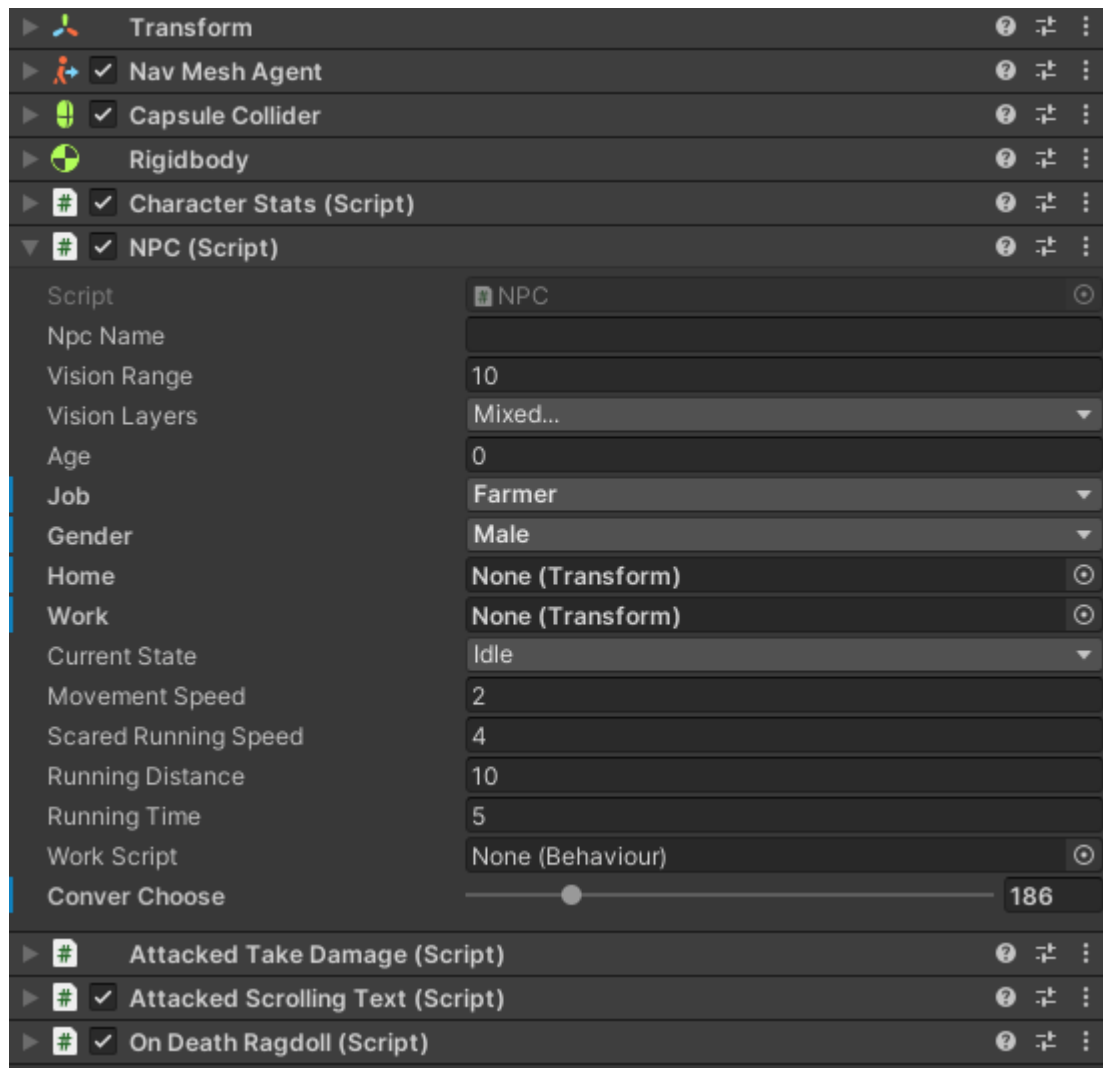 Transform
Nav Mesh Agent
Capsule Collider
Rigidbody
# Character Stats (Script)
# NPC (Script)
Script # NPC
Npc Name
Vision Range 10
Vision Layers Mixed...
Age 0
Job Farmer
Gender Male
Home None (Transform)
Work None (Transform)
Current State Idle
Movement Speed 2
Scared Running Speed 4
Running Distance 10
Running Time 5
Work Script None (Behaviour)
Conver Choose 186
# Attacked Take Damage (Script)
# Attacked Scrolling Text (Script)
# On Death Ragdoll (Script)